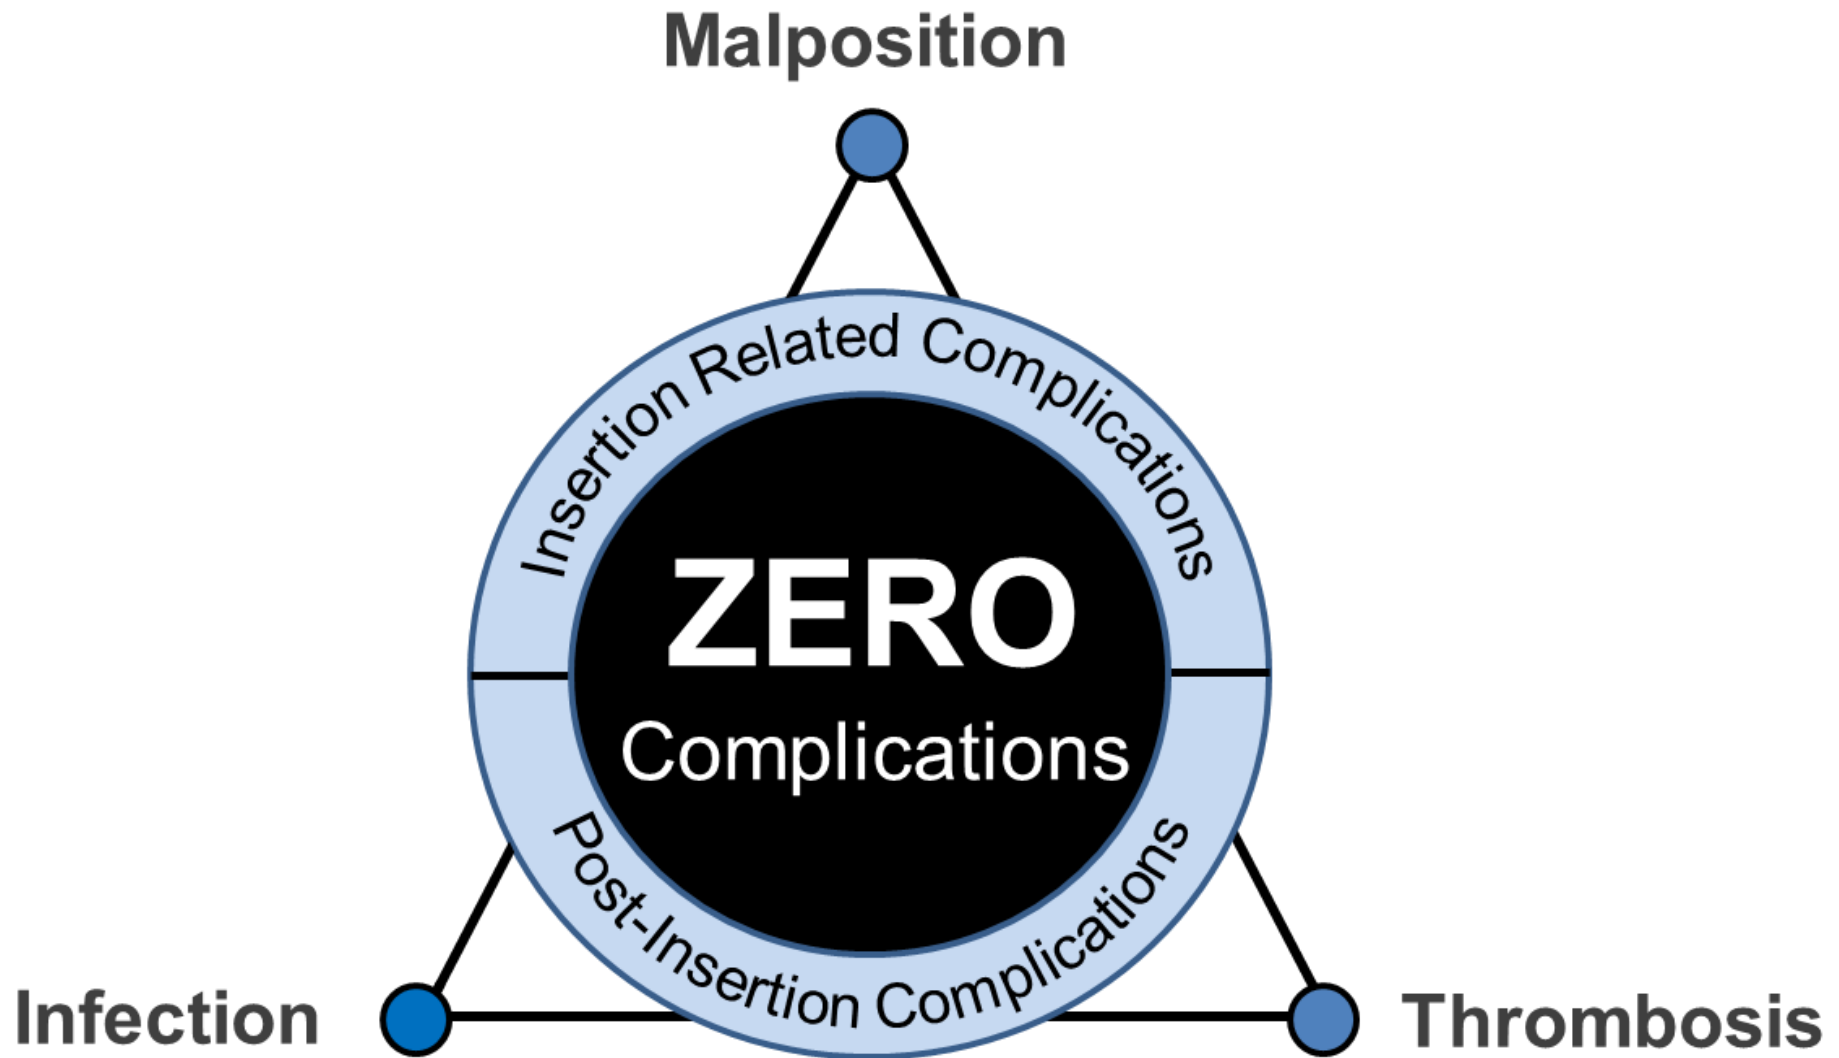 Malposition
Insertion Related Complications
ZERO
Complications
Post-Insertion Complications
Infection
Thrombosis